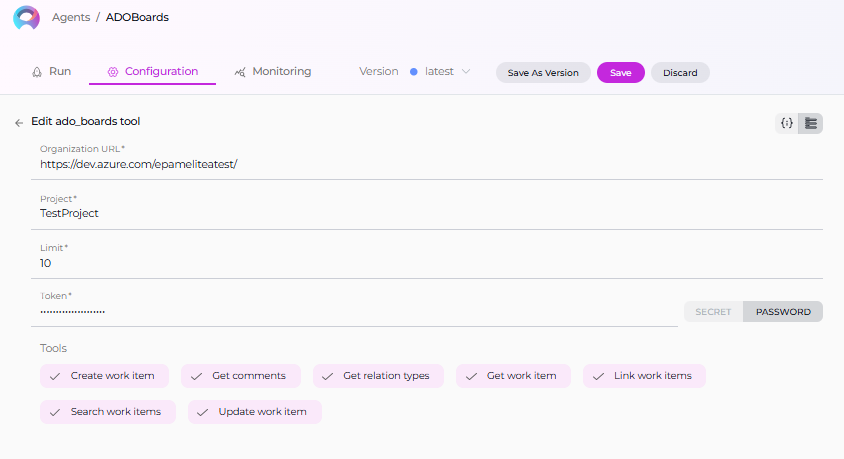 Agents / ADOBoards
Run Configuration Monitoring Version latest Save As Version Save Discard
Edit ado_boards tool
Organization URL*
https://dev.azure.com/epameliteatest/
Project*
TestProject
Limit*
10
Token*
•••••••••••••••••••••
SECRET PASSWORD
Tools
Create work item Get comments Get relation types Get work item Link work items
Search work items Update work item